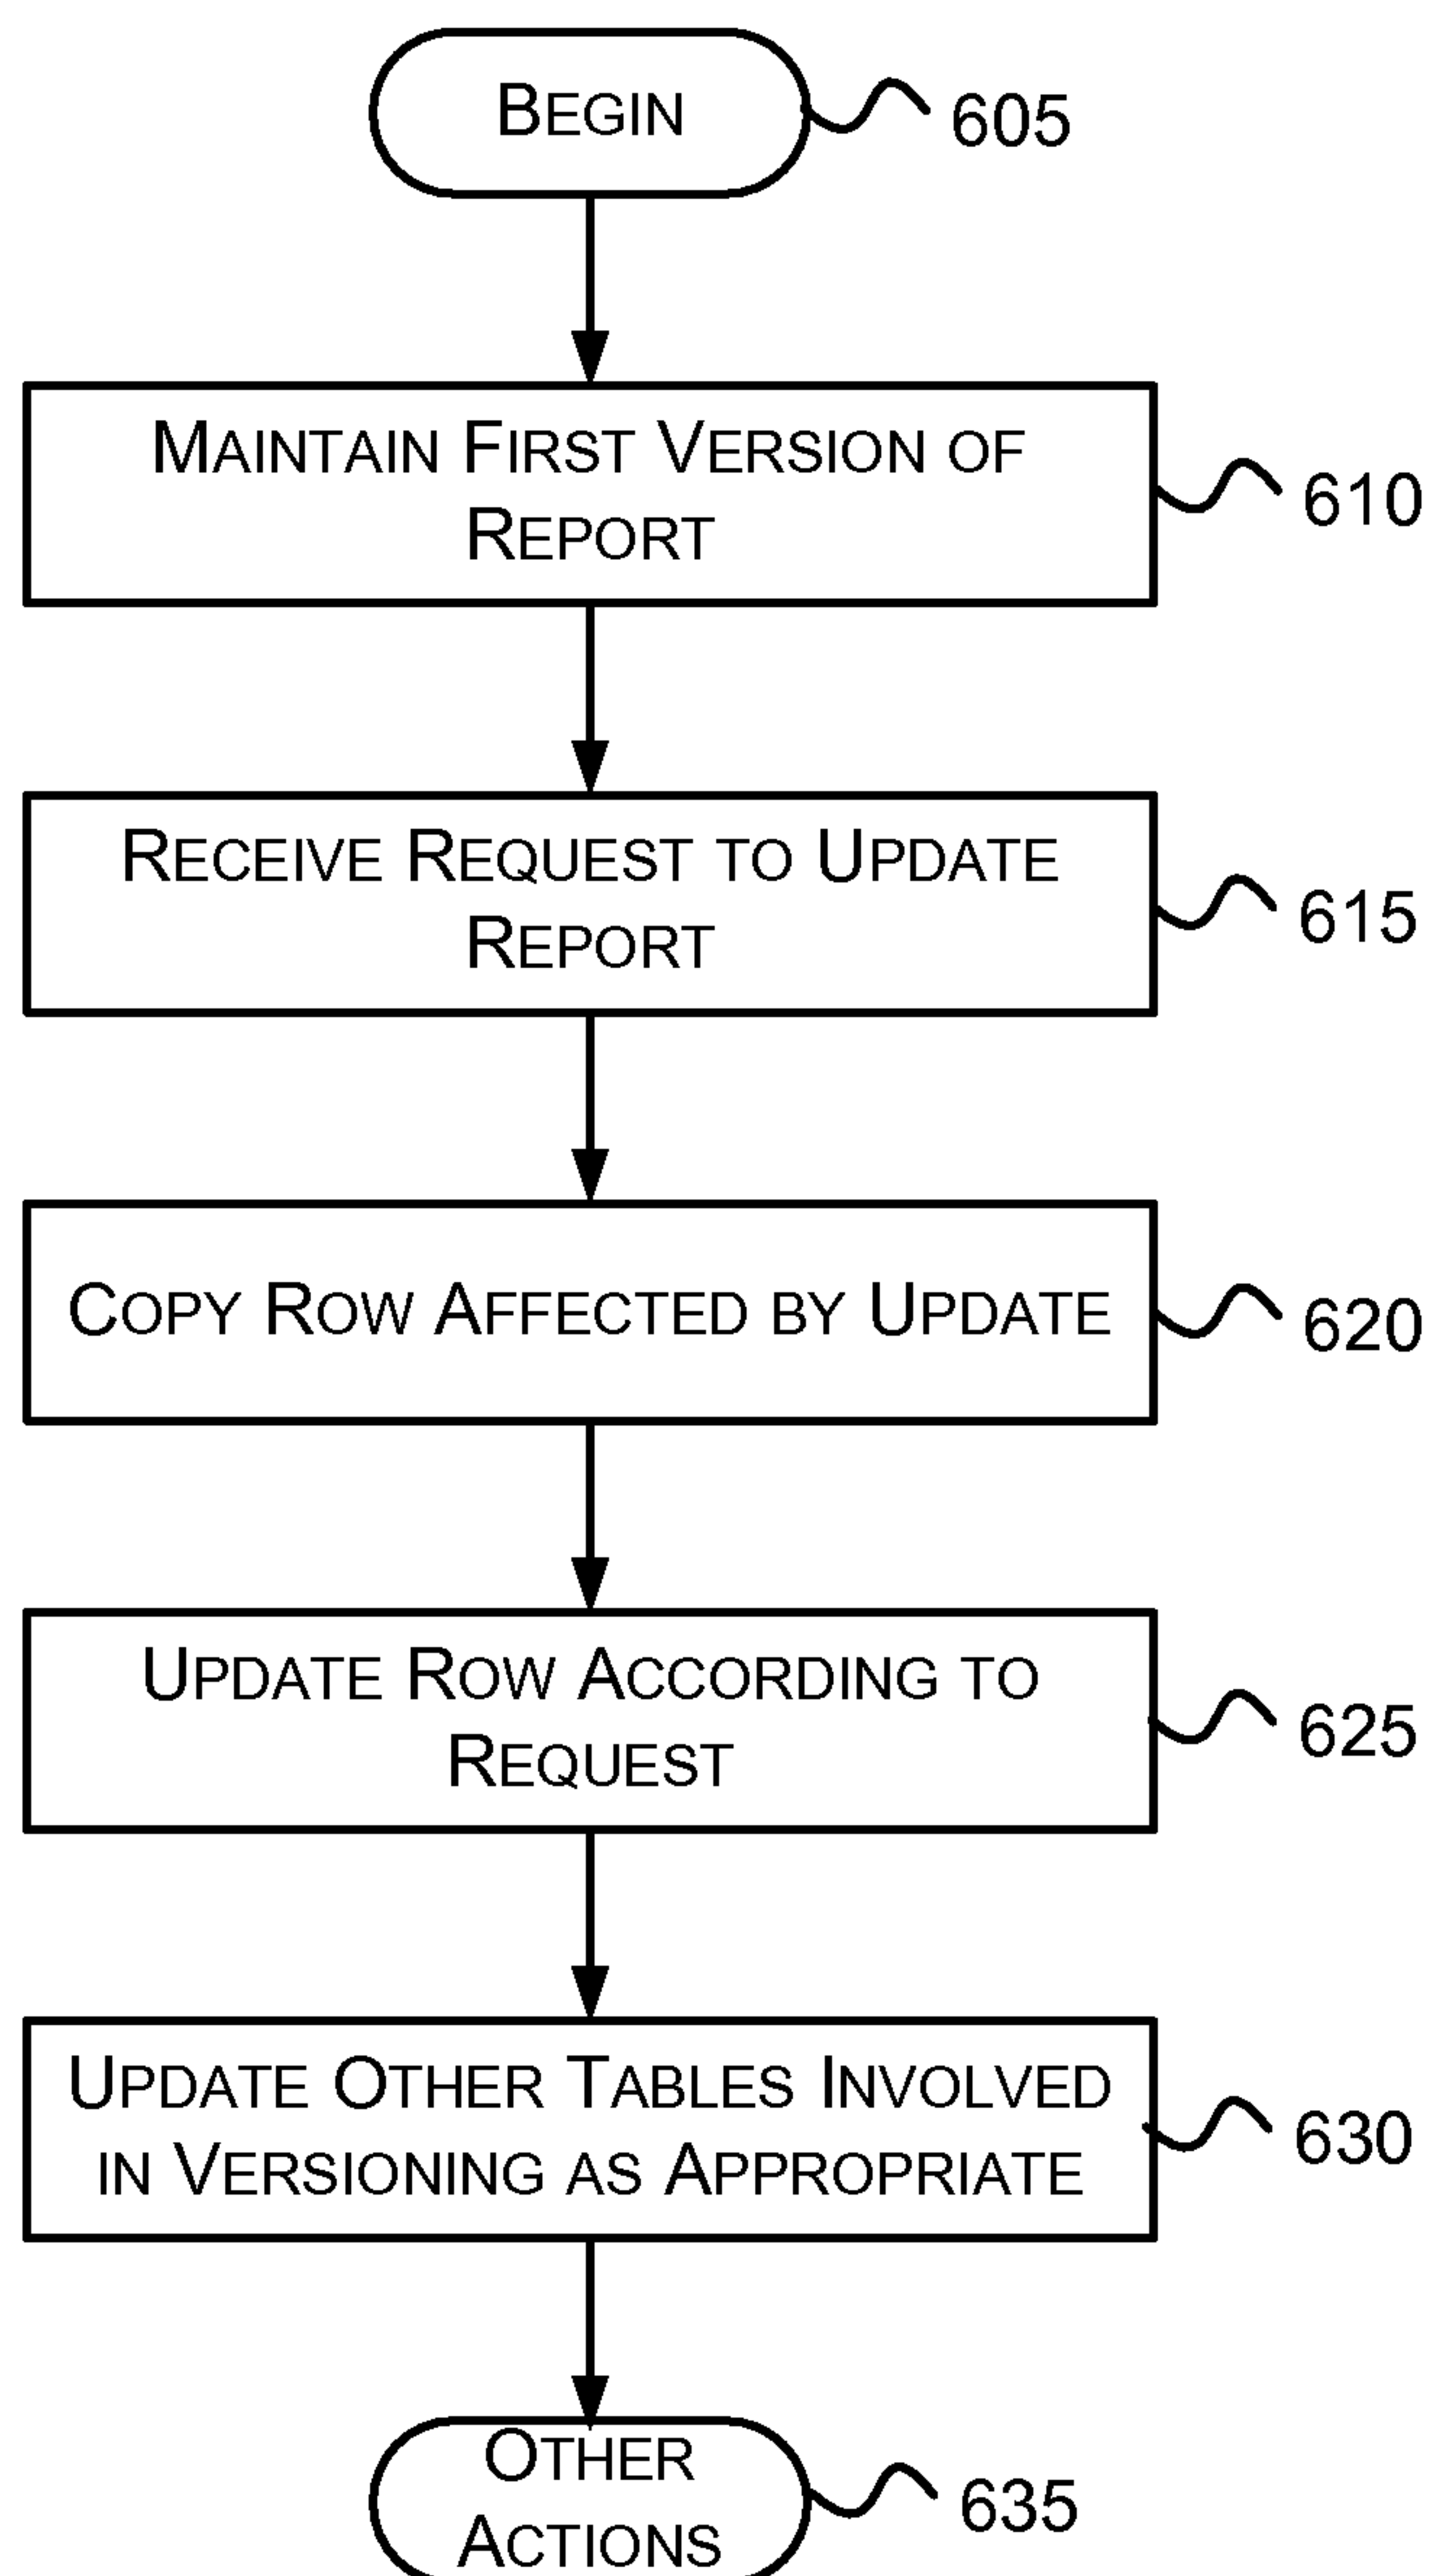 BEGIN
605
MAINTAIN FIRST VERSION OF
REPORT
610
RECEIVE REQUEST TO UPDATE
REPORT
615
COPY ROW AFFECTED BY UPDATE
620
UPDATE ROW ACCORDING TO
REQUEST
625
UPDATE OTHER TABLES INVOLVED
IN VERSIONING AS APPROPRIATE
630
OTHER
ACTIONS
635